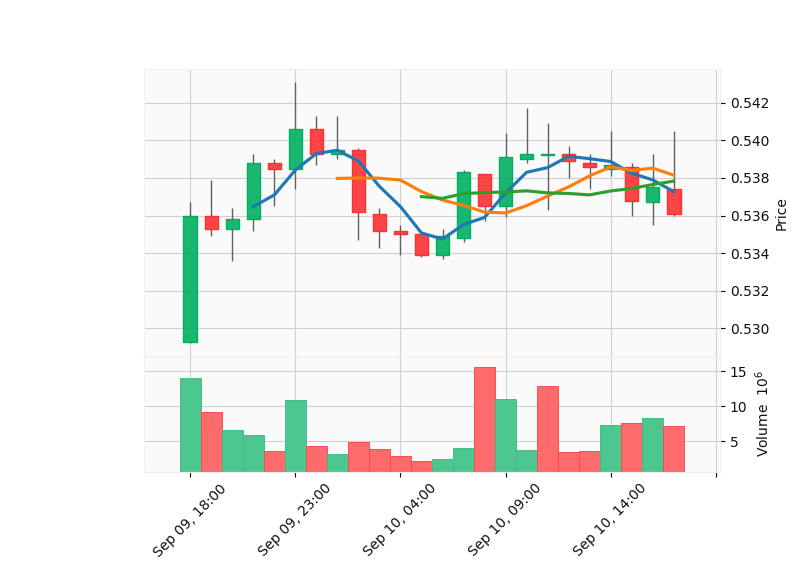 0.542
0.540
0.538
0.536
0.534
0.532
0.530
Price
15
10
5
Volume 10^6
Sep 09, 18:00
Sep 09, 23:00
Sep 10, 04:00
Sep 10, 09:00
Sep 10, 14:00